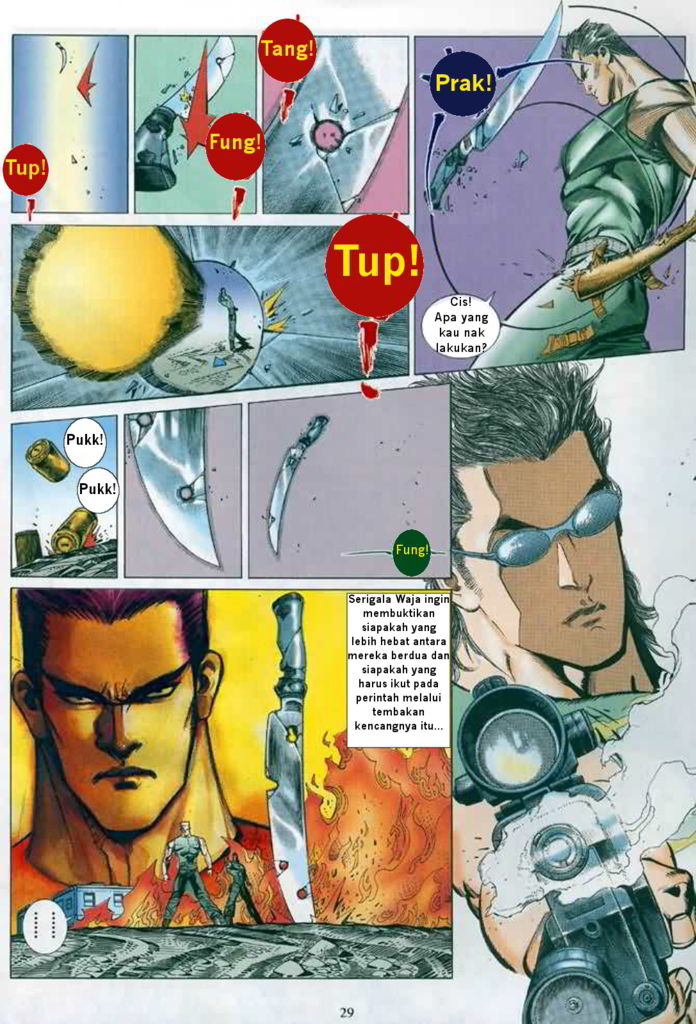 Tup!
Fung!
Tang!
Prak!
Cis!
Apa yang
kau nak
lakukan?
Tup!
Pukk!
Pukk!
Fung!
Serigala Waja ingin
membuktikan
siapakah yang
lebih hebat antara
mereka berdua dan
siapakah yang
harus ikut pada
perintah melalui
tembakan
kencangnya itu...
29